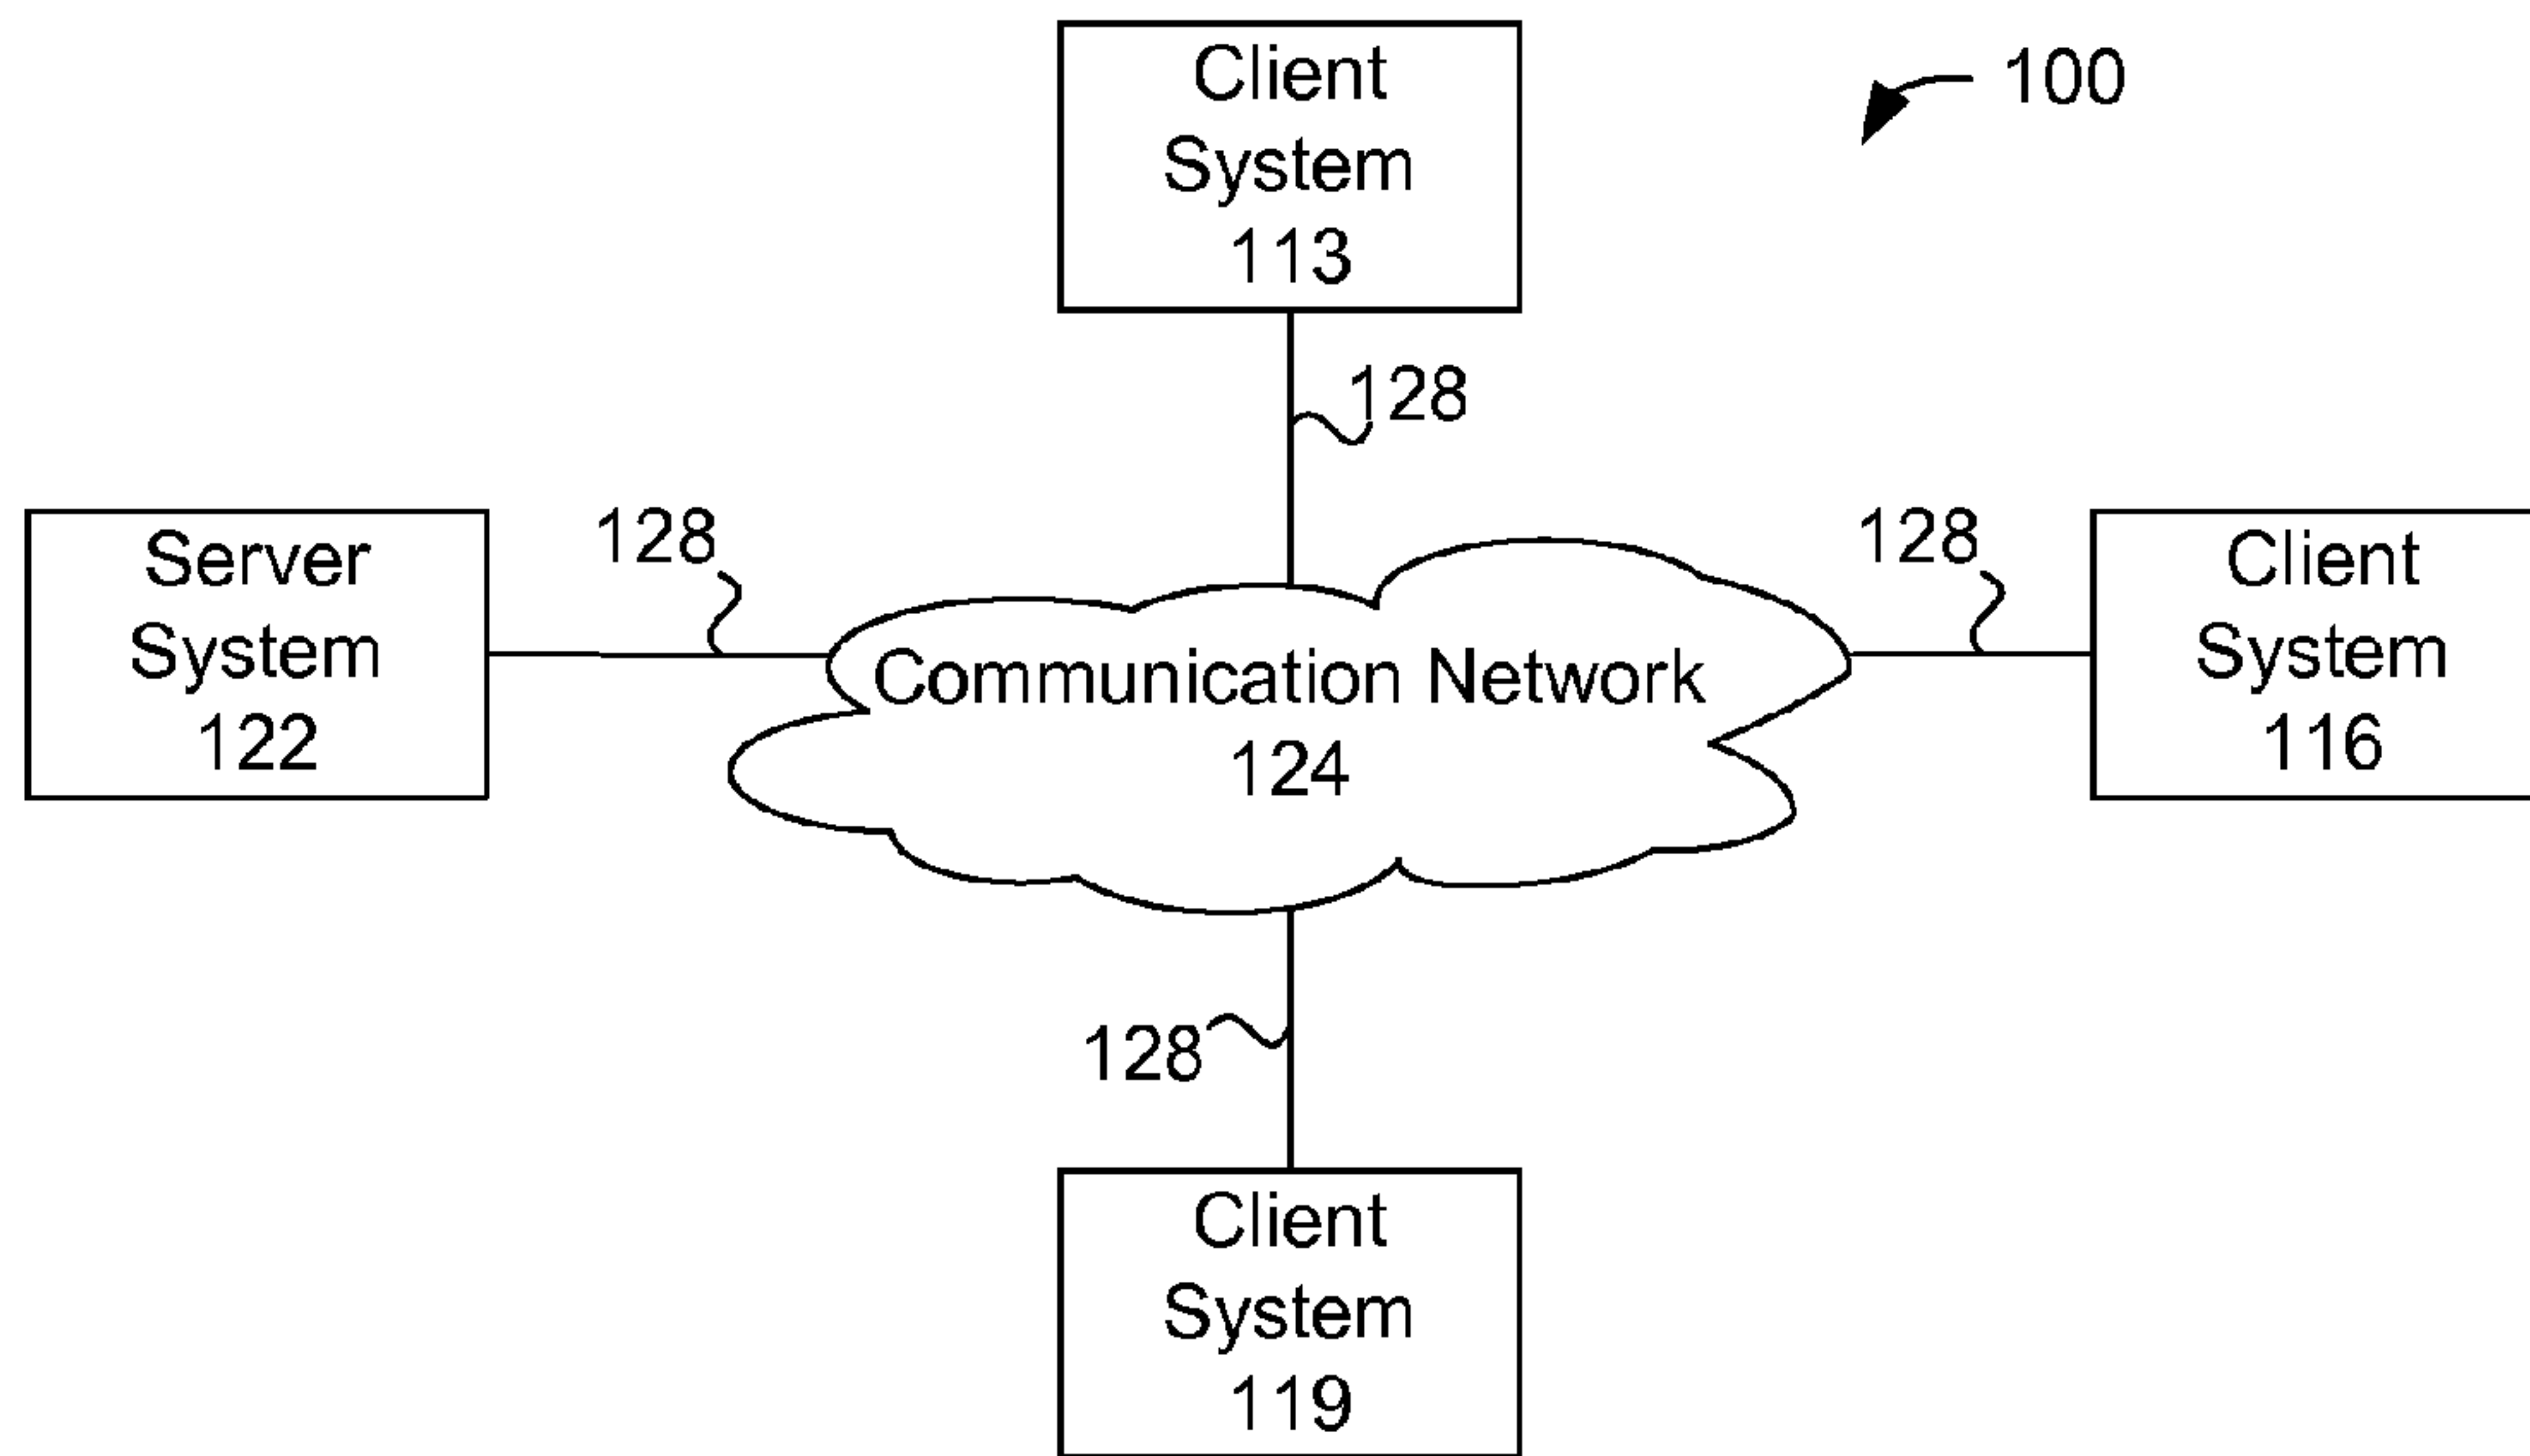 Client
System
113
100
128
Server
System
122
128
128
Client
System
116
Communication Network
124
128
Client
System
119